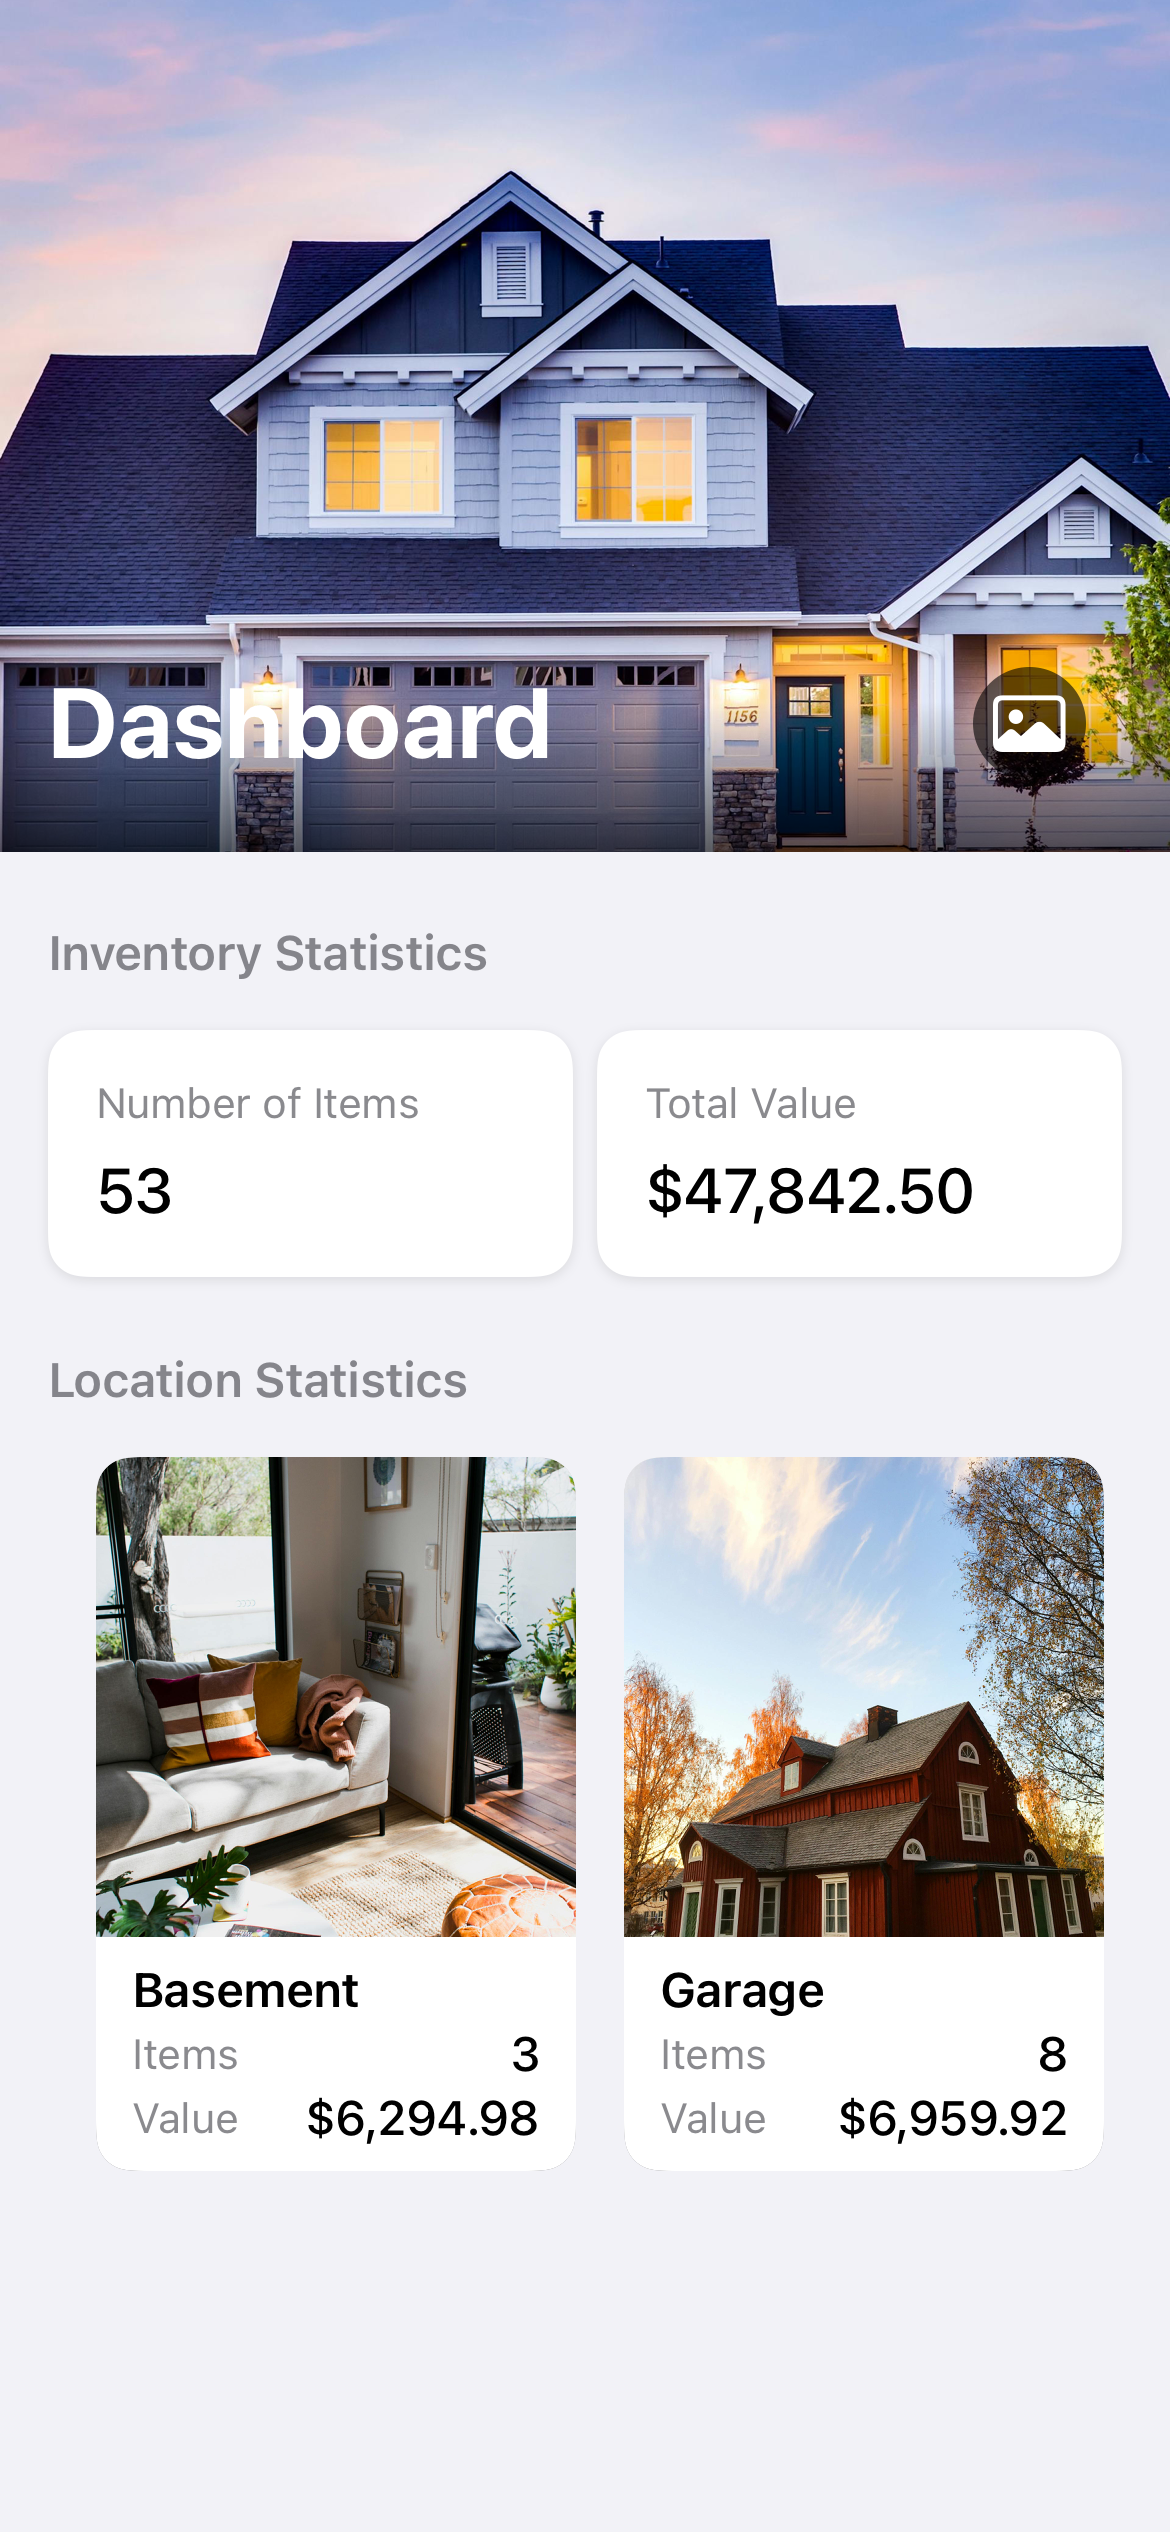 1156
Dashboard
Inventory Statistics
Number of Items
53
Total Value
$47,842.50
Location Statistics
Basement
Items 3
Value $6,294.98
Garage
Items 8
Value $6,959.92